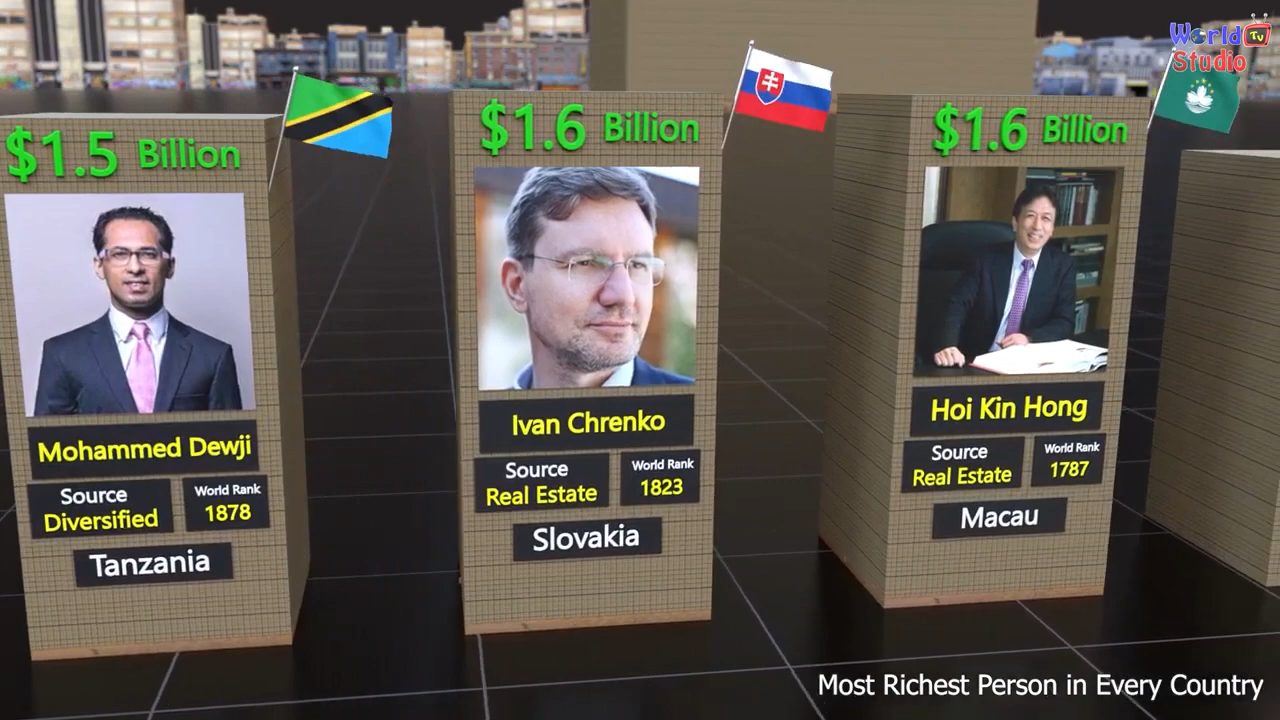 World Tv
Studio
$1.5 Billion
Mohammed Dewji
Source
Diversified
World Rank
1878
Tanzania
$1.6 Billion
Ivan Chrenko
Source
Real Estate
World Rank
1823
Slovakia
$1.6 Billion
Hoi Kin Hong
Source
Real Estate
World Rank
1787
Macau
Most Richest Person in Every Country